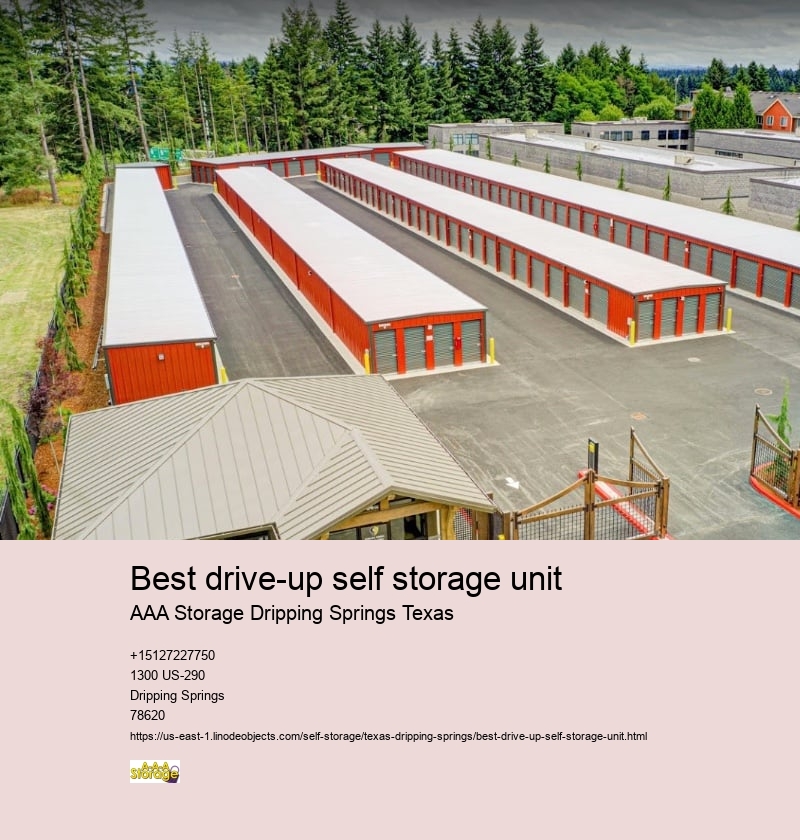 Best drive-up self storage unit
AAA Storage Dripping Springs Texas
+15127227750
1300 US-290
Dripping Springs
78620
https://us-east-1.linodeobjects.com/self-storage/texas-dripping-springs/best-drive-up-self-storage-unit.html
AAA
Storage